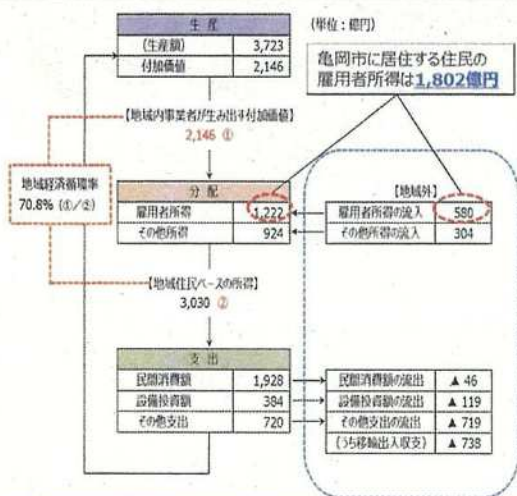 (単位：億円)
生産
(生産額) 3,723
付加価値 2,146
亀岡市に居住する住民の
雇用者所得は1,802億円
【地域内事業者が生み出す付加価値】
2,146 ①
地域経済循環率
70.8% (①／②)
分配
雇用者所得 1,222
その他所得 924
【地域外】
雇用者所得の流入 580
その他所得の流入 304
【地域住民ベースの所得】
3,030 ②
支出
民間消費額 1,928
設備投資額 384
その他支出 720
民間消費額の流出 ▲ 46
設備投資額の流出 ▲ 119
その他支出の流出 ▲ 719
(うち移輸出入収支) ▲ 738